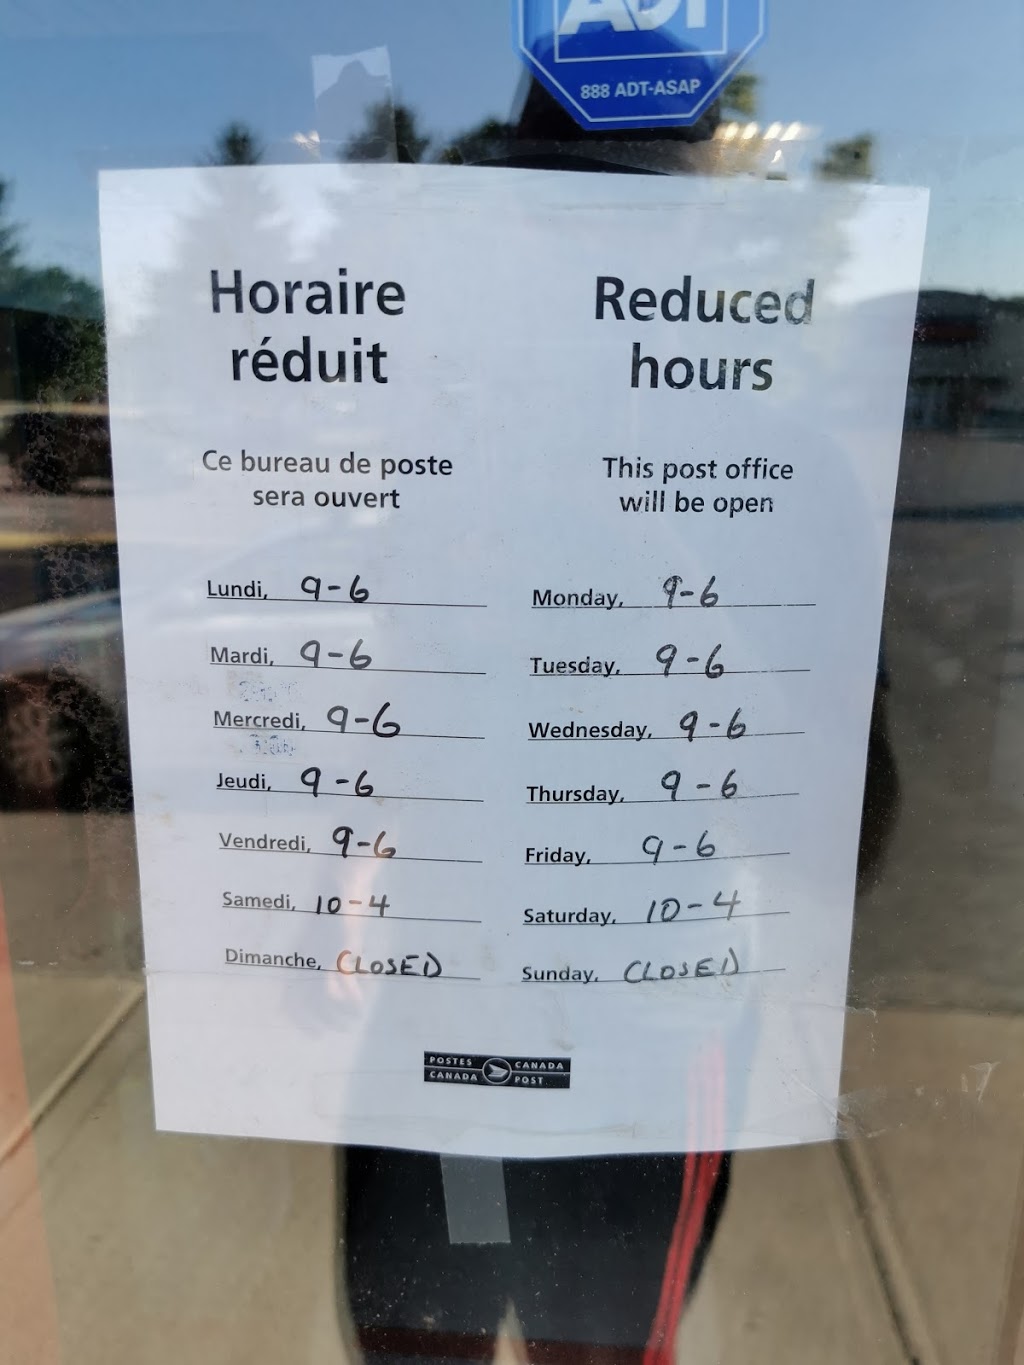 ADT
888 ADT-ASAP
Horaire
réduit
Ce bureau de poste
sera ouvert
Lundi, 9-6
Mardi, 9-6
Mercredi, 9-6
Jeudi, 9-6
Vendredi, 9-6
Samedi, 10-4
Dimanche, CLOSED
Reduced
hours
This post office
will be open
Monday, 9-6
Tuesday, 9-6
Wednesday, 9-6
Thursday, 9-6
Friday, 9-6
Saturday, 10-4
Sunday, CLOSED
POSTES CANADA
CANADA POST